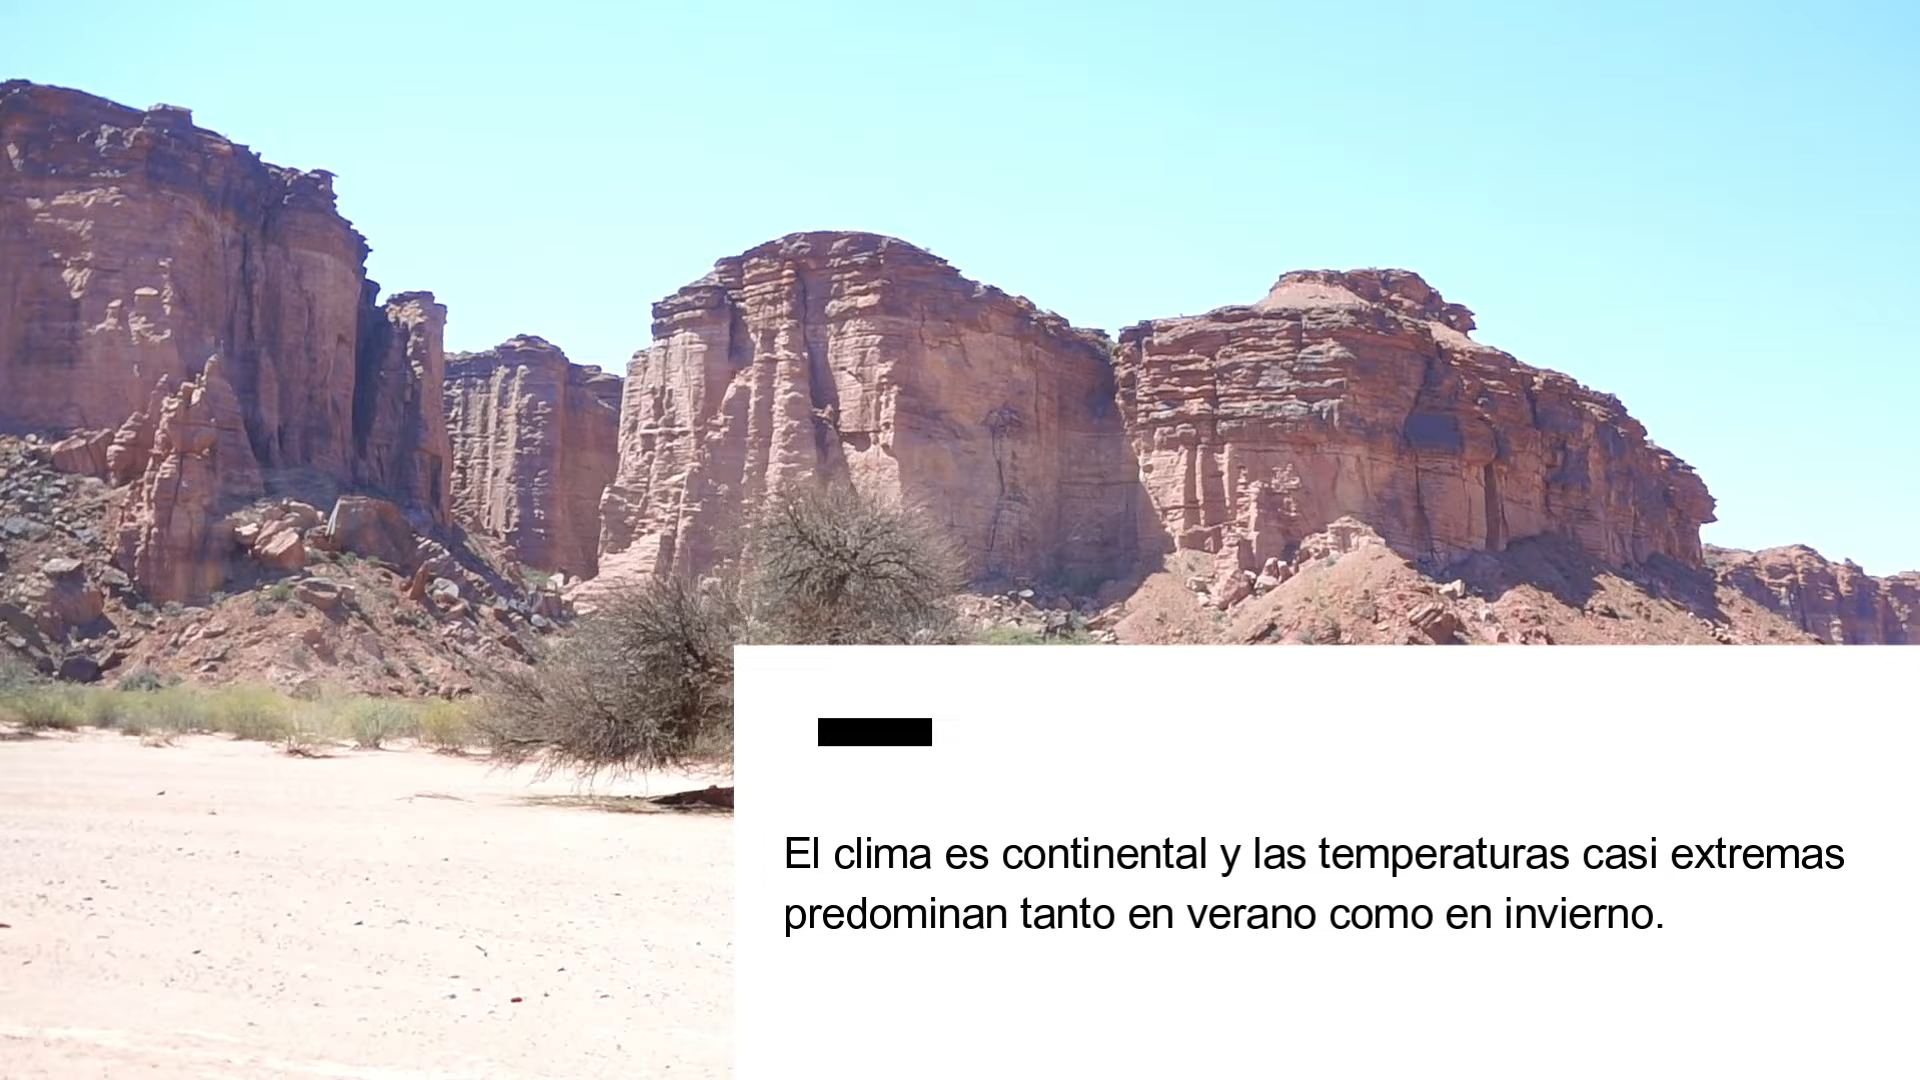 El clima es continental y las temperaturas casi extremas
predominan tanto en verano como en invierno.